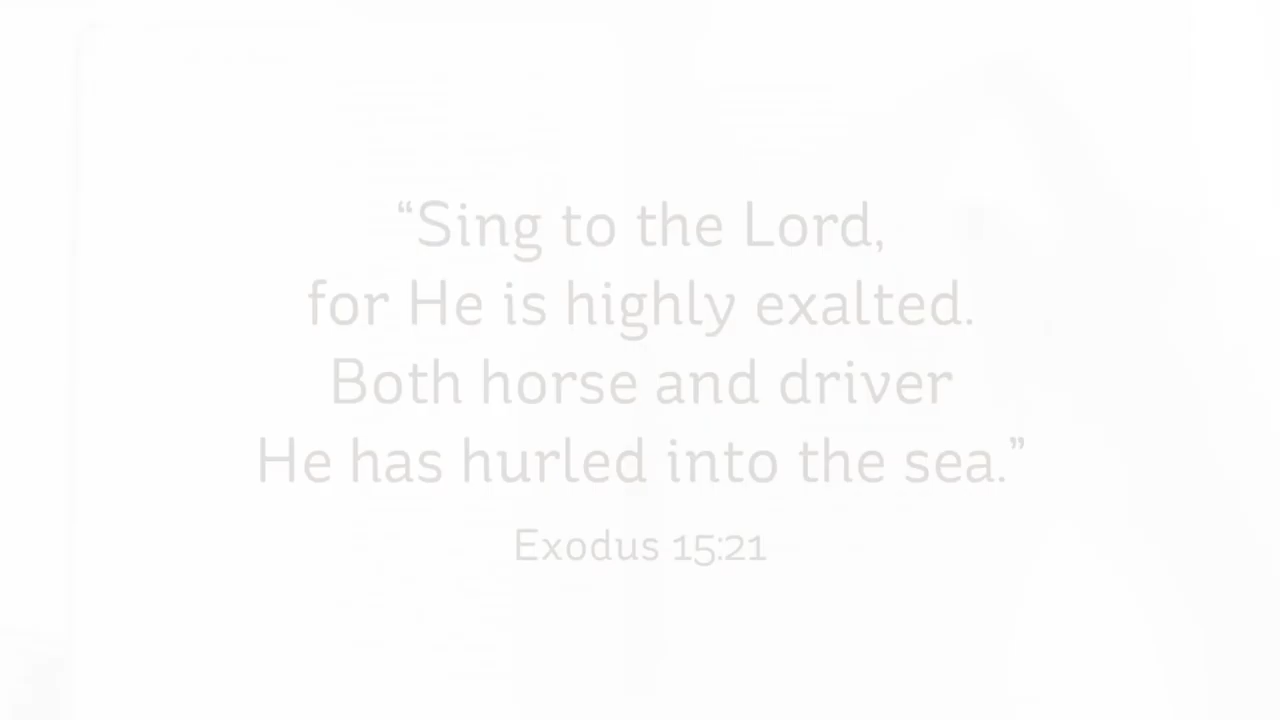 “Sing to the Lord,
for He is highly exalted.
Both horse and driver
He has hurled into the sea.”
Exodus 15:21